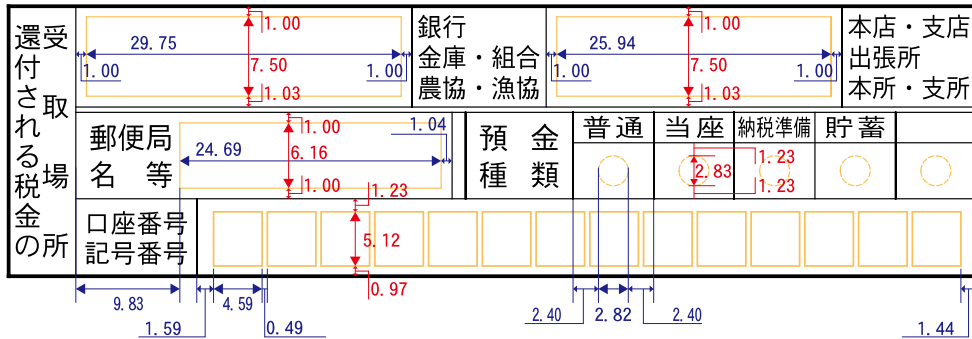 還付される税金の
受取場所
1.00
29.75
7.50
1.00
1.00
1.03
銀行
金庫・組合
農協・漁協
1.00
25.94
7.50
1.00
1.00
1.03
本店・支店
出張所
本所・支所
郵便局
名等
1.00
24.69
6.16
1.04
1.00
預金
種類
普通
当座
納税準備
貯蓄
1.23
2.83
1.23
口座番号
記号番号
1.23
5.12
0.97
9.83
4.59
1.59
0.49
2.40
2.82
2.40
1.44